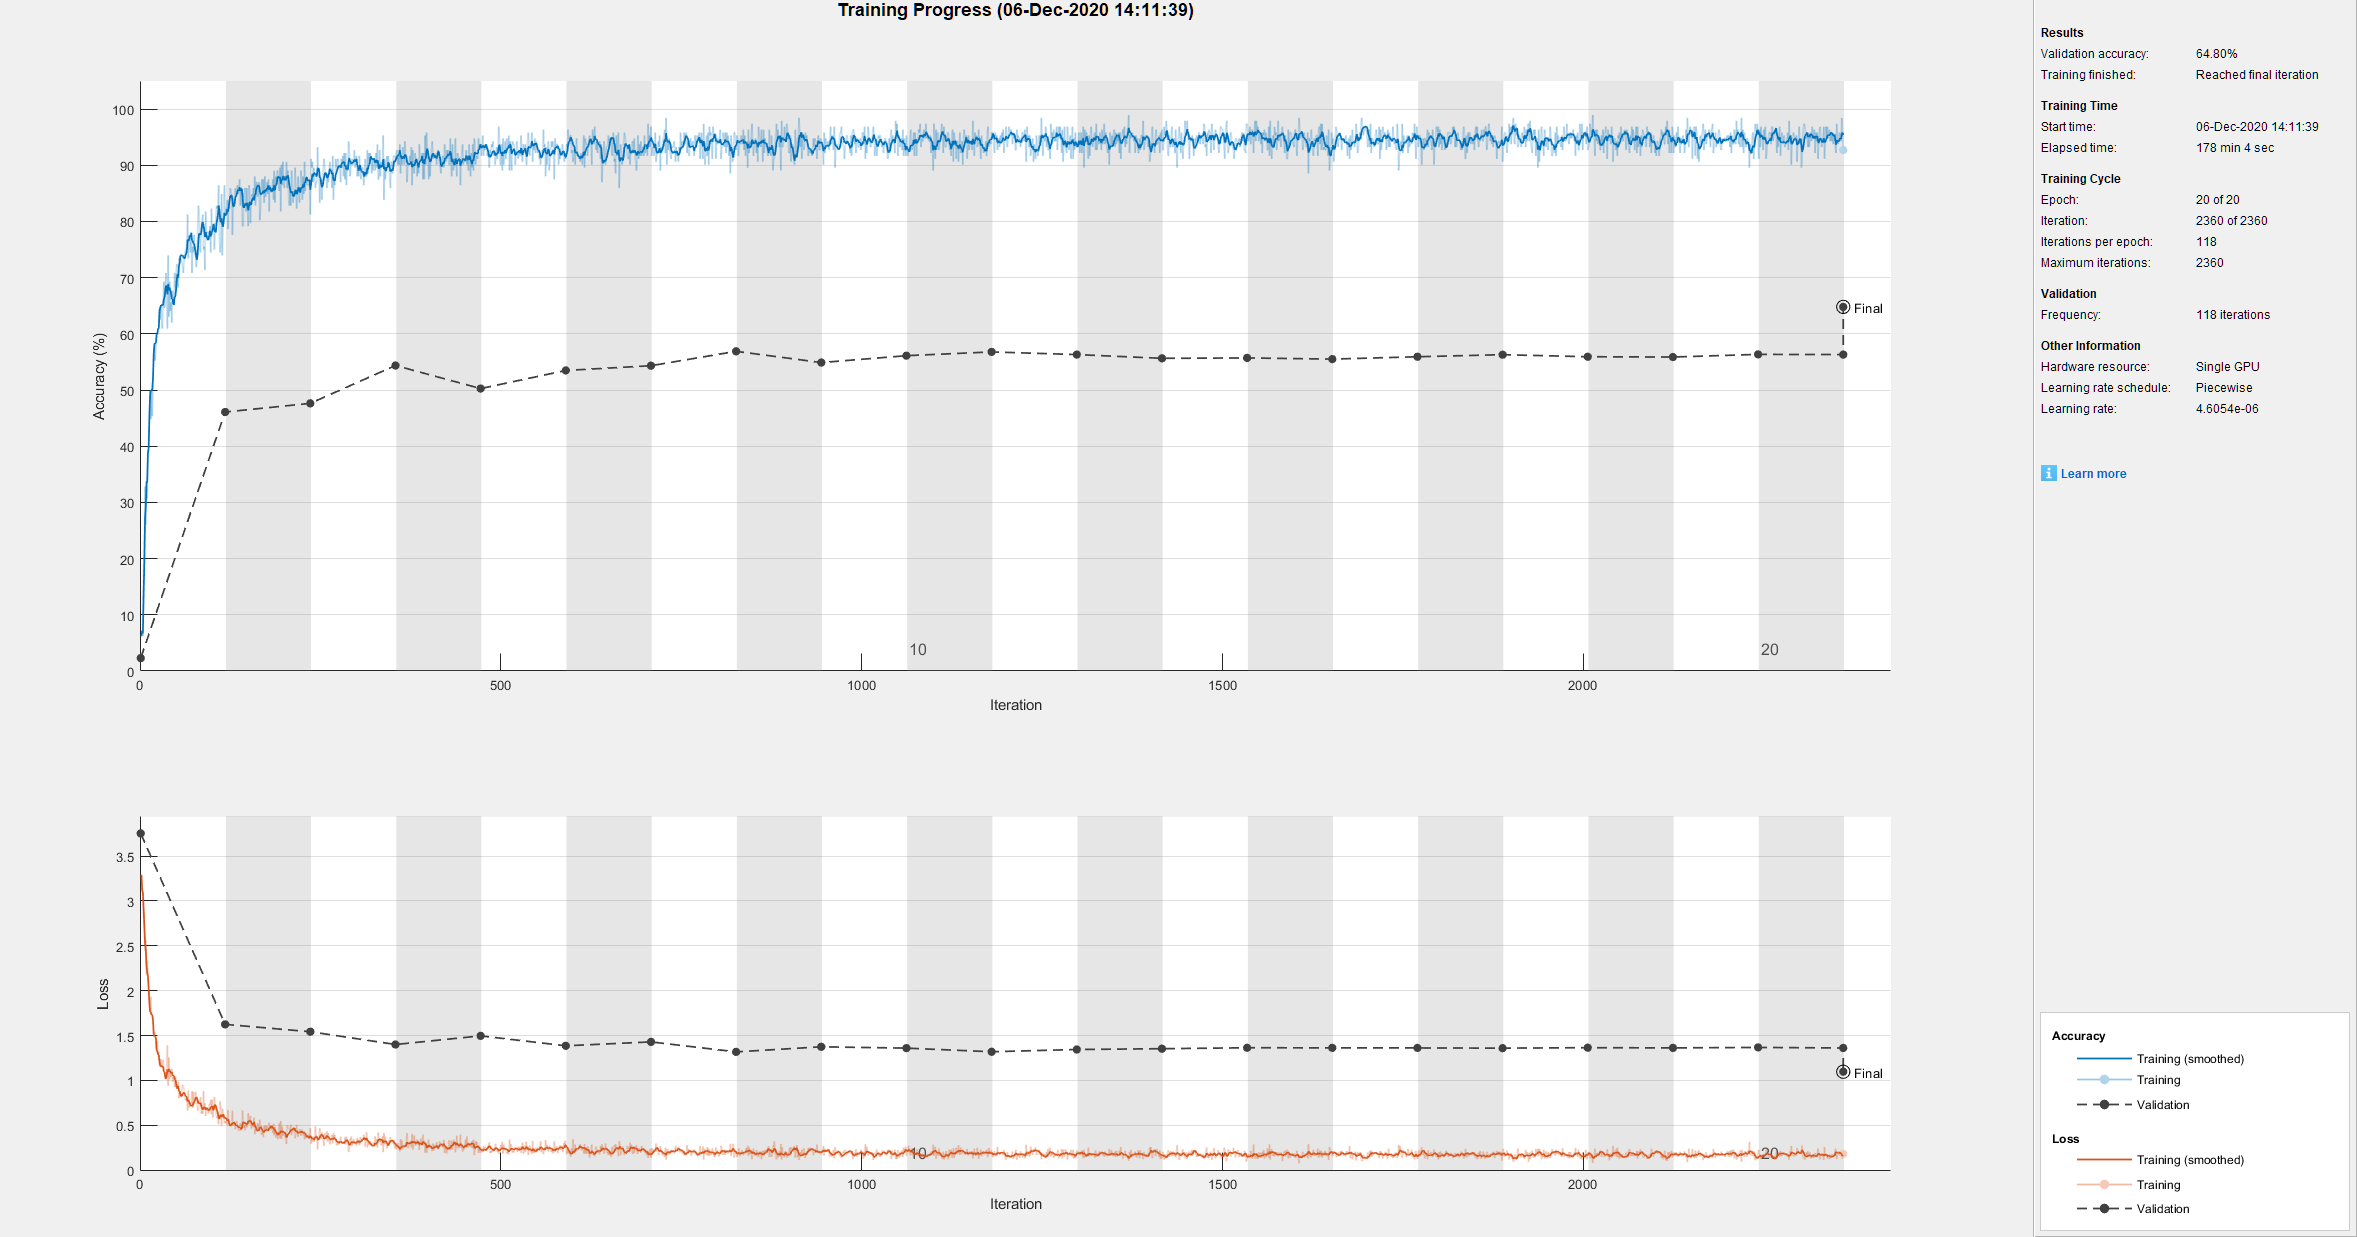 Training Progress (06-Dec-2020 14:11:39)
100
90
80
70
60
50
40
30
20
10
0
Accuracy (%)
Final
10
20
0
500
1000
1500
2000
Iteration
3.5
3
2.5
2
1.5
1
0.5
0
Loss
Final
10
20
0
500
1000
1500
2000
Iteration
Results
Validation accuracy: 64.80%
Training finished: Reached final iteration
Training Time
Start time: 06-Dec-2020 14:11:39
Elapsed time: 178 min 4 sec
Training Cycle
Epoch: 20 of 20
Iteration: 2360 of 2360
Iterations per epoch: 118
Maximum iterations: 2360
Validation
Frequency: 118 iterations
Other Information
Hardware resource: Single GPU
Learning rate schedule: Piecewise
Learning rate: 4.6054e-06
i Learn more
Accuracy
Training (smoothed)
Training
Validation
Loss
Training (smoothed)
Training
Validation